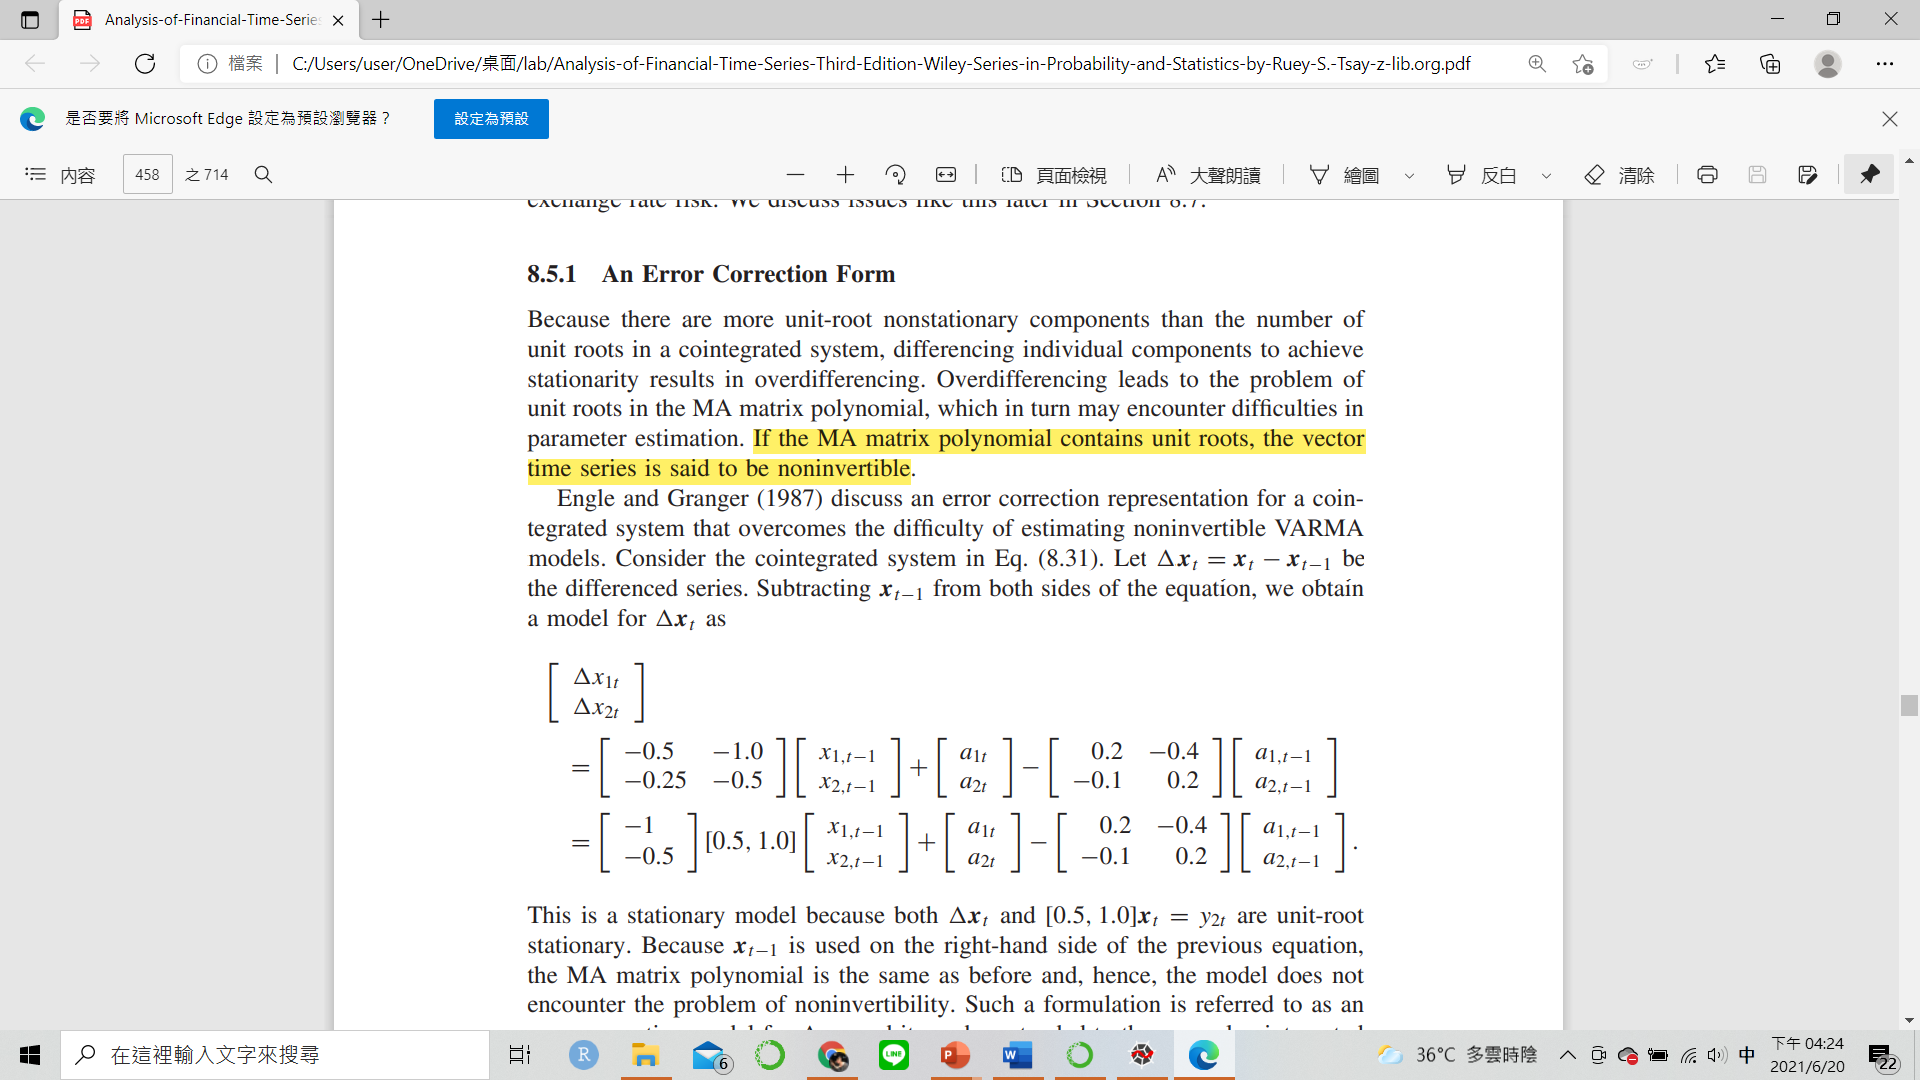 Analysis-of-Financial-Time-Serie
檔案 C:/Users/user/OneDrive/桌面/lab/Analysis-of-Financial-Time-Series-Third-Edition-Wiley-Series-in-Probability-and-Statistics-by-Ruey-S.-Tsay-z-lib.org.pdf
是否要將 Microsoft Edge 設定為預設瀏覽器？ 設定為預設
內容 458 之 714 頁面檢視 大聲朗讀 繪圖 反白 清除
exchange rate risk. We discuss issues like this later in Section 8.7.
8.5.1 An Error Correction Form
Because there are more unit-root nonstationary components than the number of
unit roots in a cointegrated system, differencing individual components to achieve
stationarity results in overdifferencing. Overdifferencing leads to the problem of
unit roots in the MA matrix polynomial, which in turn may encounter difficulties in
parameter estimation. If the MA matrix polynomial contains unit roots, the vector
time series is said to be noninvertible.
Engle and Granger (1987) discuss an error correction representation for a coin-
tegrated system that overcomes the difficulty of estimating noninvertible VARMA
models. Consider the cointegrated system in Eq. (8.31). Let Δx_t = x_t − x_{t−1} be
the differenced series. Subtracting x_{t−1} from both sides of the equation, we obtain
a model for Δx_t as
[ Δx_{1t} ]
[ Δx_{2t} ]
= [ −0.5 −1.0 ] [ x_{1,t−1} ] + [ a_{1t} ] − [ 0.2 −0.4 ] [ a_{1,t−1} ]
[ −0.25 −0.5 ] [ x_{2,t−1} ] [ a_{2t} ] [ −0.1 0.2 ] [ a_{2,t−1} ]
= [ −1 ] [0.5, 1.0] [ x_{1,t−1} ] + [ a_{1t} ] − [ 0.2 −0.4 ] [ a_{1,t−1} ] .
[ −0.5 ] [ x_{2,t−1} ] [ a_{2t} ] [ −0.1 0.2 ] [ a_{2,t−1} ]
This is a stationary model because both Δx_t and [0.5, 1.0]x_t = y_{2t} are unit-root
stationary. Because x_{t−1} is used on the right-hand side of the previous equation,
the MA matrix polynomial is the same as before and, hence, the model does not
encounter the problem of noninvertibility. Such a formulation is referred to as an
在這裡輸入文字來搜尋
R
6
LINE
P
W
36°C 多雲時陰
中
下午 04:24
2021/6/20
22